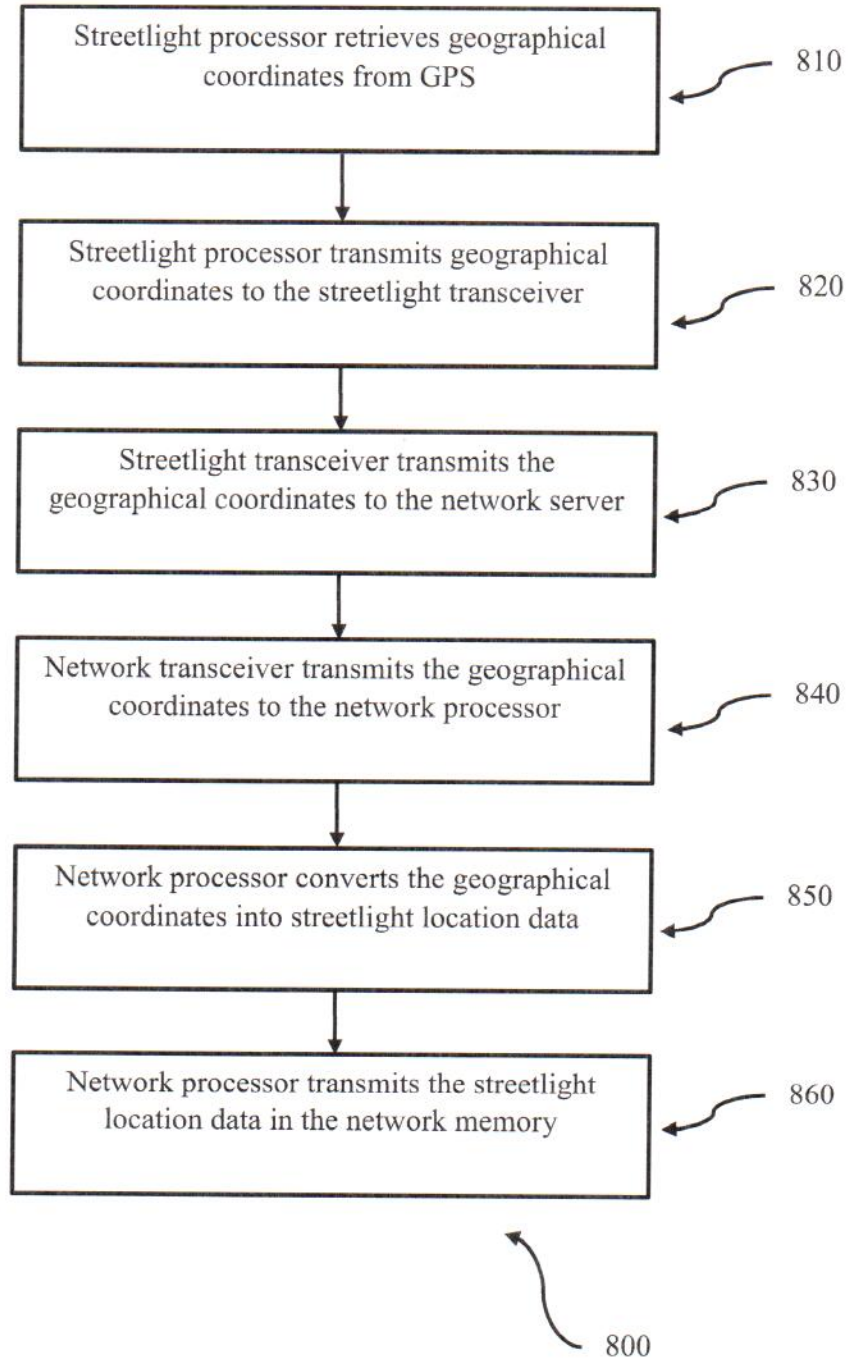 Streetlight processor retrieves geographical
coordinates from GPS
810
Streetlight processor transmits geographical
coordinates to the streetlight transceiver
820
Streetlight transceiver transmits the
geographical coordinates to the network server
830
Network transceiver transmits the geographical
coordinates to the network processor
840
Network processor converts the geographical
coordinates into streetlight location data
850
Network processor transmits the streetlight
location data in the network memory
860
800